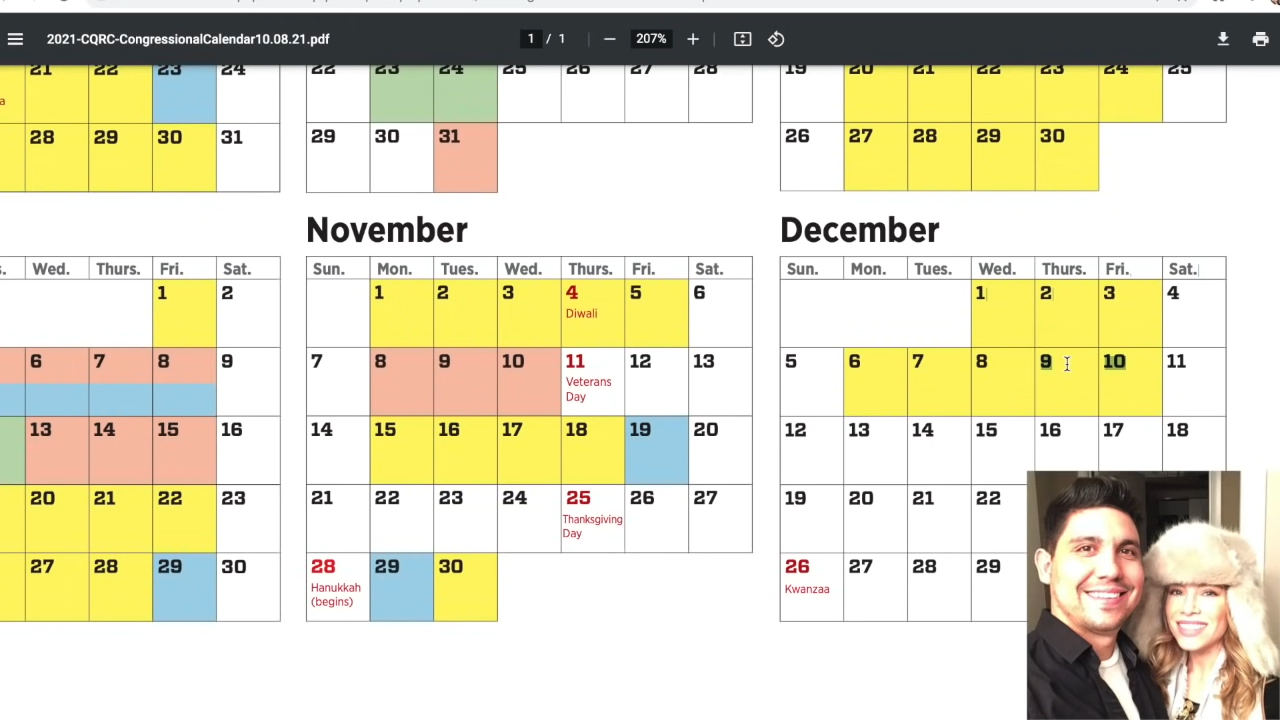 2021-CQRC-CongressionalCalendar10.08.21.pdf 1 / 1 207%
21 22 23 24 22 23 24 25 26 27 28 19 20 21 22 23 24 25
a
28 29 30 31 29 30 31 26 27 28 29 30
November December
s. Wed. Thurs. Fri. Sat. Sun. Mon. Tues. Wed. Thurs. Fri. Sat. Sun. Mon. Tues. Wed. Thurs. Fri. Sat.
1 2 1 2 3 4 5 6 1 2 3 4
Diwali
6 7 8 9 7 8 9 10 11 12 13 5 6 7 8 9 10 11
Veterans
Day
13 14 15 16 14 15 16 17 18 19 20 12 13 14 15 16 17 18
20 21 22 23 21 22 23 24 25 26 27 19 20 21 22
Thanksgiving
Day
27 28 29 30 28 29 30 26 27 28 29
Hanukkah Kwanzaa
(begins)